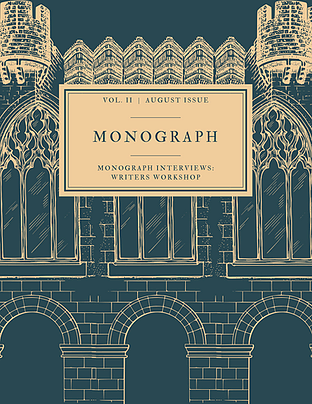 VOL. II | AUGUST ISSUE
MONOGRAPH
MONOGRAPH INTERVIEWS:
WRITERS WORKSHOP